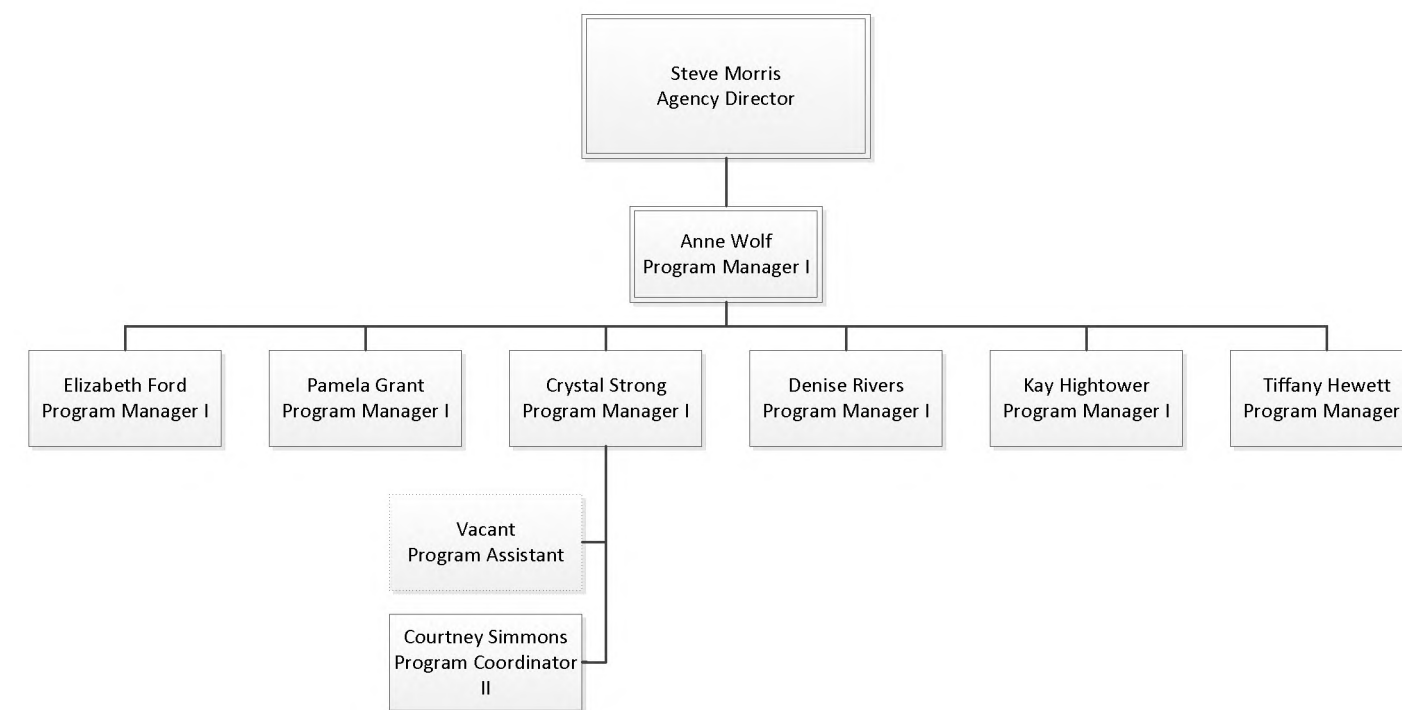 Steve Morris
Agency Director
Anne Wolf
Program Manager I
Elizabeth Ford
Program Manager I
Pamela Grant
Program Manager I
Crystal Strong
Program Manager I
Denise Rivers
Program Manager I
Kay Hightower
Program Manager I
Tiffany Hewett
Program Manager
Vacant
Program Assistant
Courtney Simmons
Program Coordinator
II